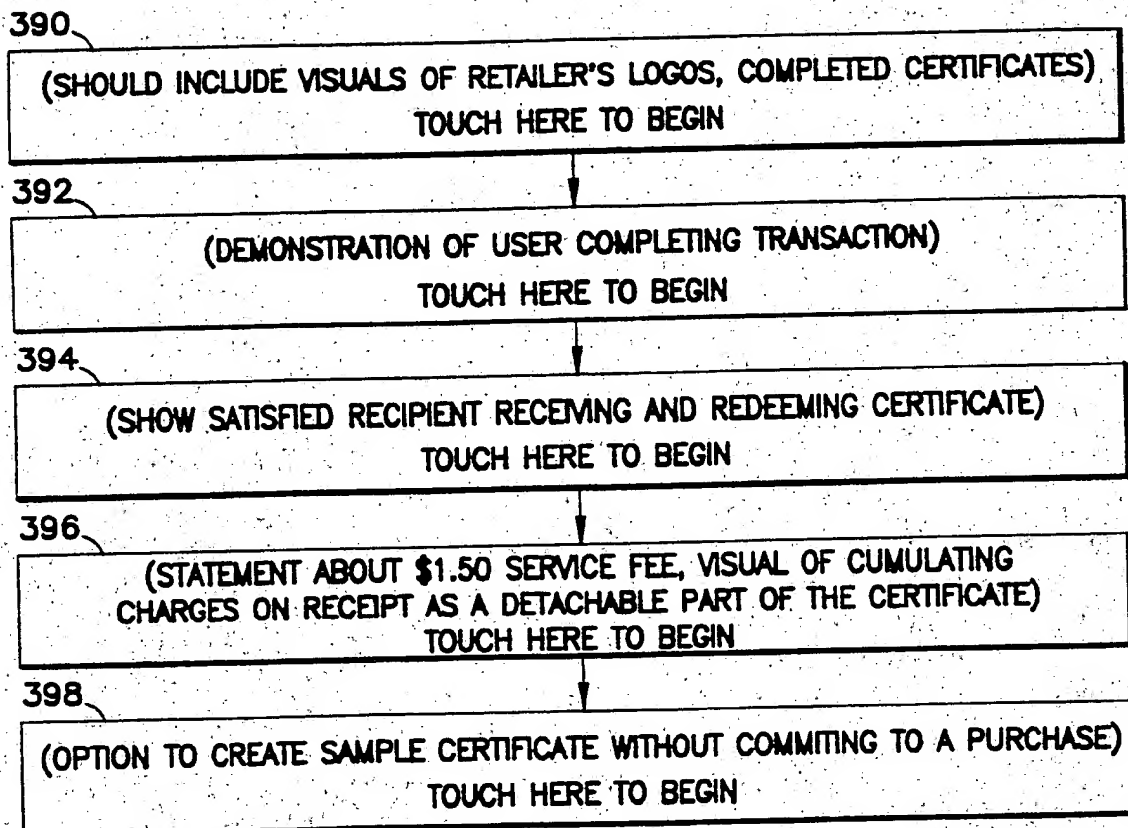 390
(SHOULD INCLUDE VISUALS OF RETAILER'S LOGOS, COMPLETED CERTIFICATES)
TOUCH HERE TO BEGIN
392
(DEMONSTRATION OF USER COMPLETING TRANSACTION)
TOUCH HERE TO BEGIN
394
(SHOW SATISFIED RECIPIENT RECEIVING AND REDEEMING CERTIFICATE)
TOUCH HERE TO BEGIN
396
(STATEMENT ABOUT $1.50 SERVICE FEE, VISUAL OF CUMULATING
CHARGES ON RECEIPT AS A DETACHABLE PART OF THE CERTIFICATE)
TOUCH HERE TO BEGIN
398
(OPTION TO CREATE SAMPLE CERTIFICATE WITHOUT COMMITING TO A PURCHASE)
TOUCH HERE TO BEGIN